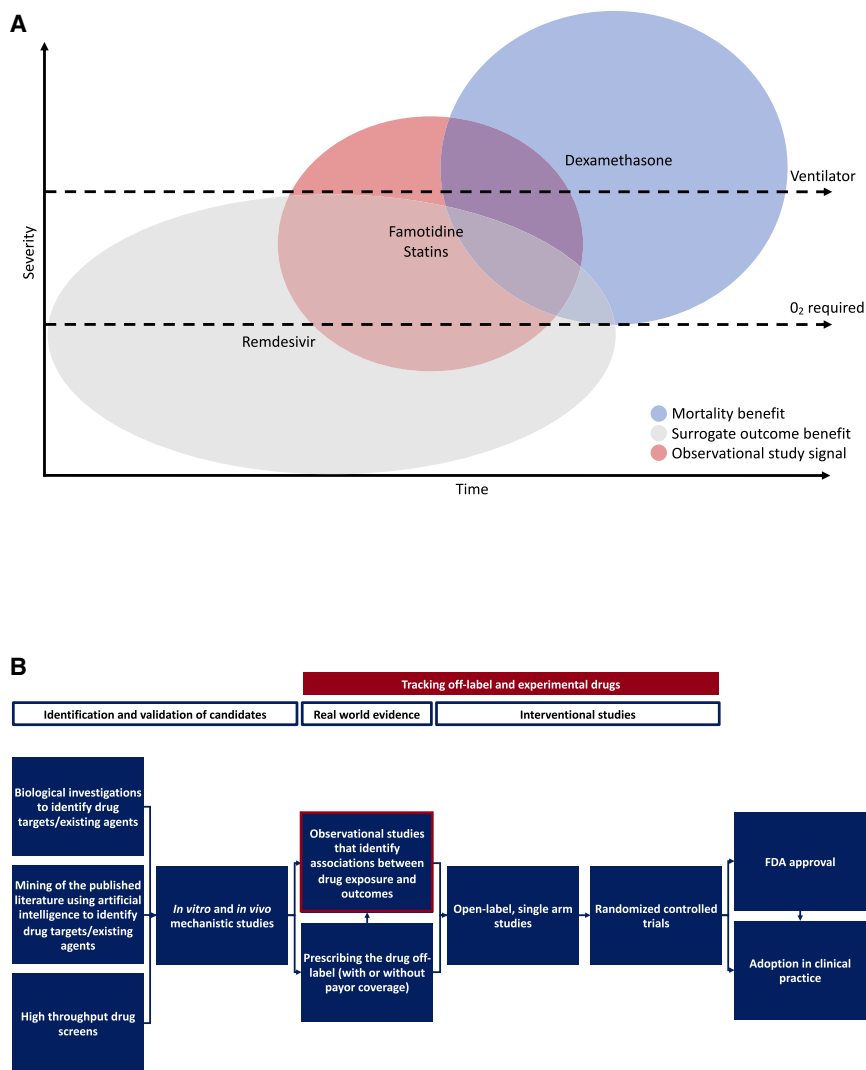 A
Severity
Dexamethasone
Ventilator
Famotidine
Statins
0₂ required
Remdesivir
Mortality benefit
Surrogate outcome benefit
Observational study signal
Time
B
Tracking off-label and experimental drugs
Identification and validation of candidates
Real world evidence
Interventional studies
Biological investigations
to identify drug
targets/existing agents
Mining of the published
literature using artificial
intelligence to identify
drug targets/existing
agents
High throughput drug
screens
In vitro and in vivo
mechanistic studies
Observational studies
that identify
associations between
drug exposure and
outcomes
Prescribing the drug off-
label (with or without
payor coverage)
Open-label, single arm
studies
Randomized controlled
trials
FDA approval
Adoption in clinical
practice